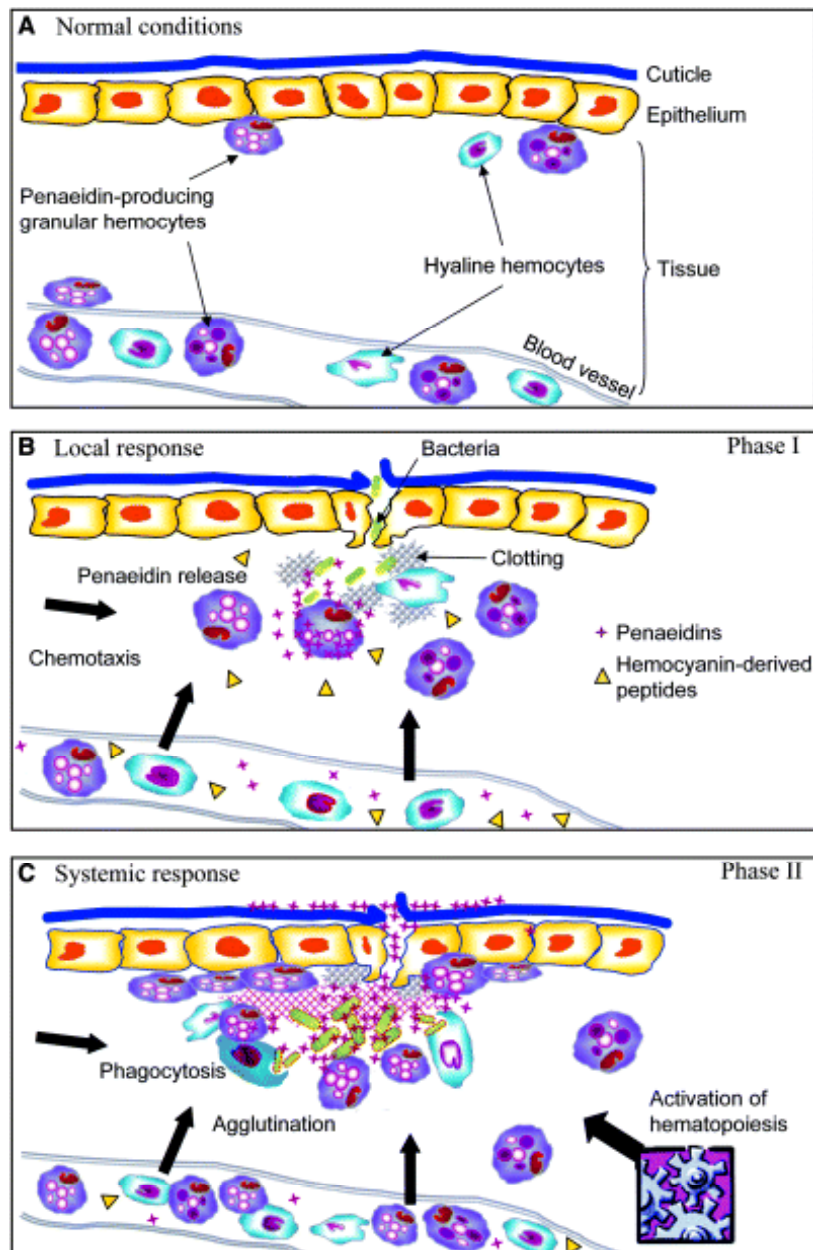 A Normal conditions
Cuticle
Epithelium
Penaeidin-producing
granular hemocytes
Hyaline hemocytes
Tissue
Blood vessel
B Local response
Bacteria
Phase I
Clotting
Penaeidin release
Penaeidins
Chemotaxis
Hemocyanin-derived
peptides
C Systemic response
Phase II
Phagocytosis
Agglutination
Activation of
hematopoiesis